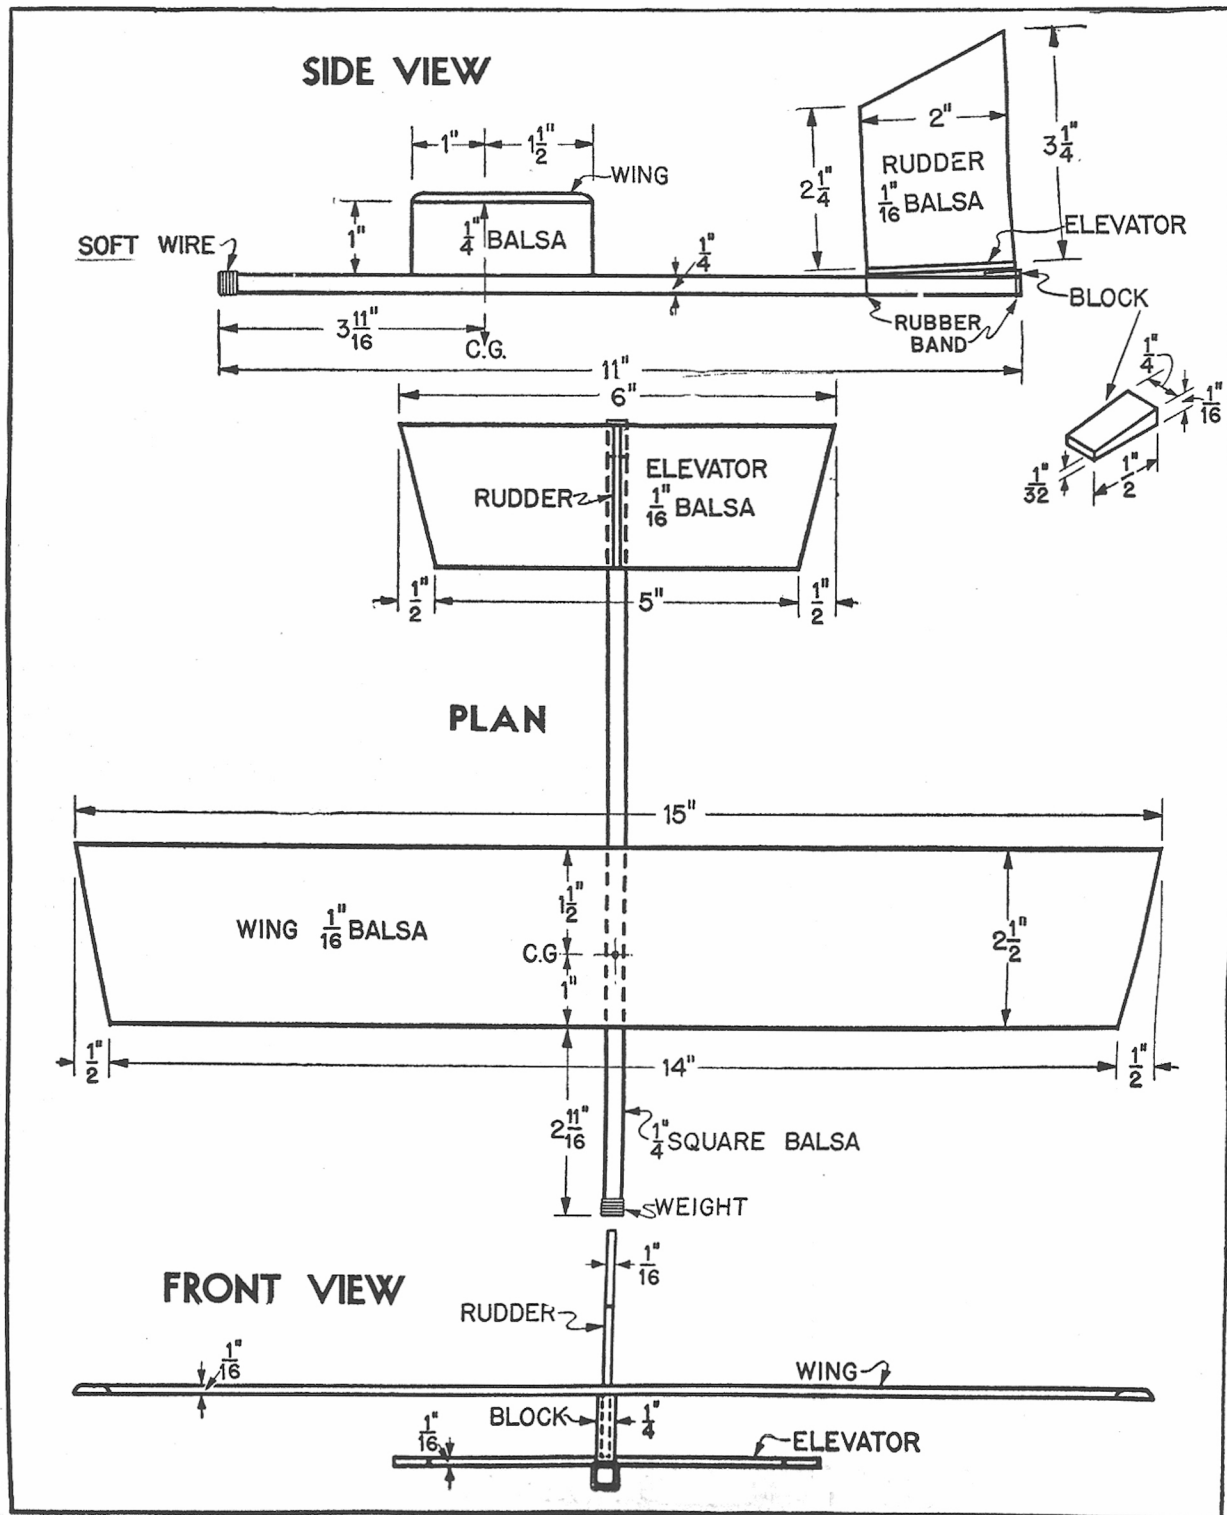 SIDE VIEW
1" 1 1/2"
WING
2"
3 1/4"
2 1/4"
RUDDER
1/16" BALSA
ELEVATOR
1"
1/4" BALSA
1/4"
SOFT WIRE
BLOCK
3 11/16"
C.G.
RUBBER
BAND
11"
6"
1/4"
1/16"
1/32"
1/2"
RUDDER
ELEVATOR
1/16" BALSA
1/2" 5" 1/2"
PLAN
15"
1 1/2"
WING 1/16" BALSA
C.G
2 1/2"
1"
1/2" 14" 1/2"
2 11/16"
1/4" SQUARE BALSA
WEIGHT
1/16"
FRONT VIEW
RUDDER
1/16"
WING
BLOCK 1/4"
1/16"
ELEVATOR